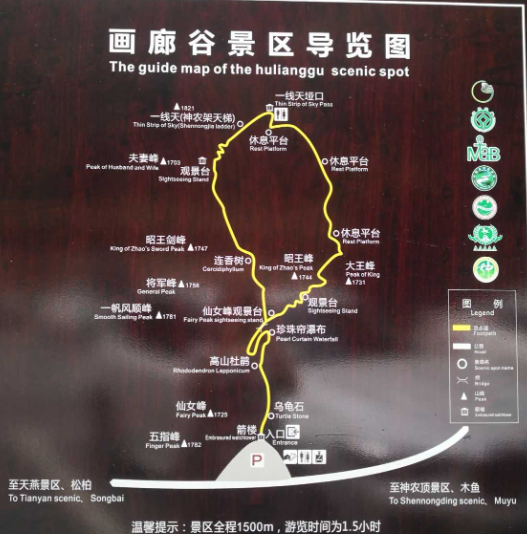 画廊谷景区导览图
The guide map of the hulianggu scenic spot
▲1821
一线天垭口
Thin Strip of Sky Pass
一线天(神农架天梯)
Thin Strip of Sky(Shennongjia ladder)
休息平台
Rest Platform
夫妻峰
Peak of Husband and Wife ▲1703
观景台
Sightseeing Stand
休息平台
Rest Platform
休息平台
Rest Platform
昭王剑峰
King of Zhao's Sword Peak ▲1747
连香树
Cercidiphyllum
昭王峰
King of Zhao's Peak
▲1744
大王峰
Peak of King
▲1731
将军峰
General Peak ▲1756
一帆风顺峰
Smooth Sailing Peak ▲1781
仙女峰观景台
Fairy Peak sightseeing stand
观景台
Sightseeing Stand
珍珠帘瀑布
Pearl Curtain Waterfall
高山杜鹃
Rhododendron Lapponicum
仙女峰
Fairy Peak ▲1725
乌龟石
Turtle Stone
五指峰
Finger Peak ▲1762
箭楼
Embrasured watchtower
入口
Entrance
P
图 例
Legend
Footpath
公路
Road
Scenic spot name
桥
Bridge
山峰
Peak
箭楼
Embrasured watchtower
至天燕景区、松柏
To Tianyan scenic、Songbai
至神农顶景区、木鱼
To Shennongding scenic、Muyu
温馨提示：景区全程1500m，游览时间为1.5小时